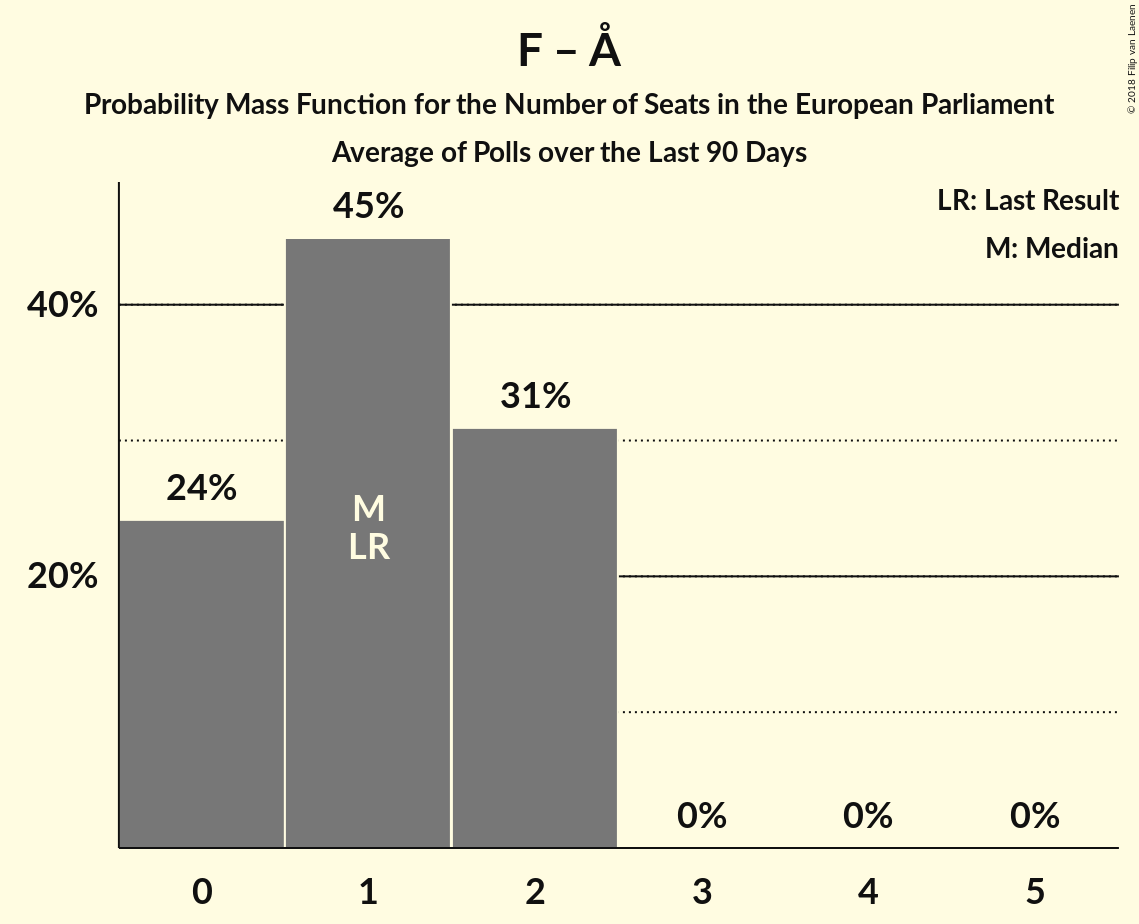 F – Å
Probability Mass Function for the Number of Seats in the European Parliament
Average of Polls over the Last 90 Days
© 2018 Filip van Laenen
LR: Last Result
M: Median
45%
40%
31%
24%
M
LR
20%
0%
0%
0%
0
1
2
3
4
5